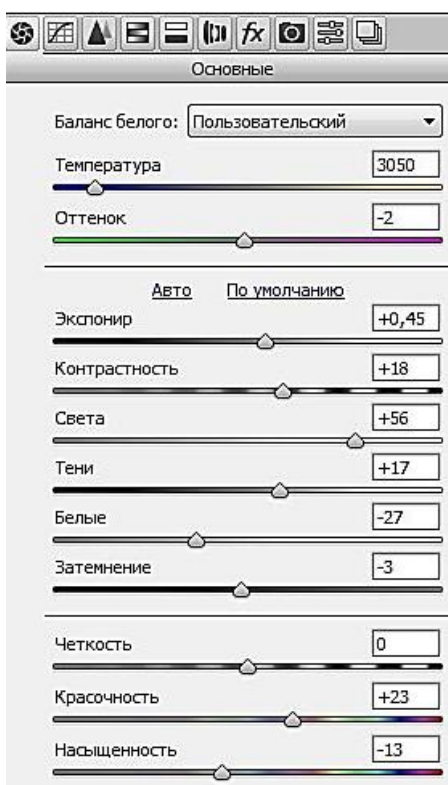 fx
Основные
Баланс белого: Пользовательский
Температура 3050
Оттенок -2
Авто По умолчанию
Экспонир +0,45
Контрастность +18
Света +56
Тени +17
Белые -27
Затемнение -3
Четкость 0
Красочность +23
Насыщенность -13